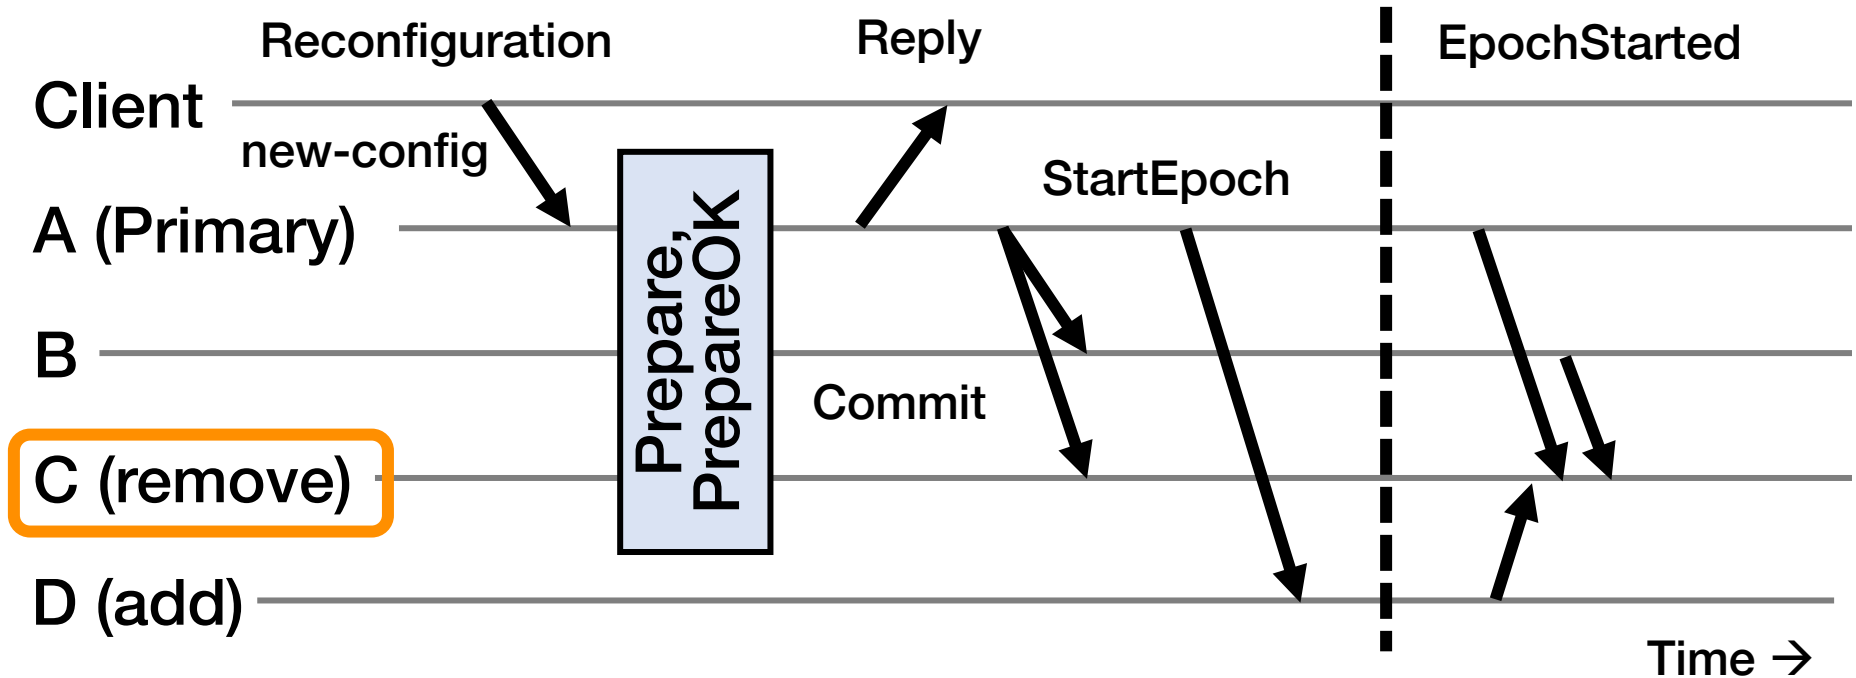 Reconfiguration
Reply
EpochStarted
Client
new-config
StartEpoch
A (Primary)
Prepare,
PrepareOK
B
Commit
C (remove)
D (add)
Time →